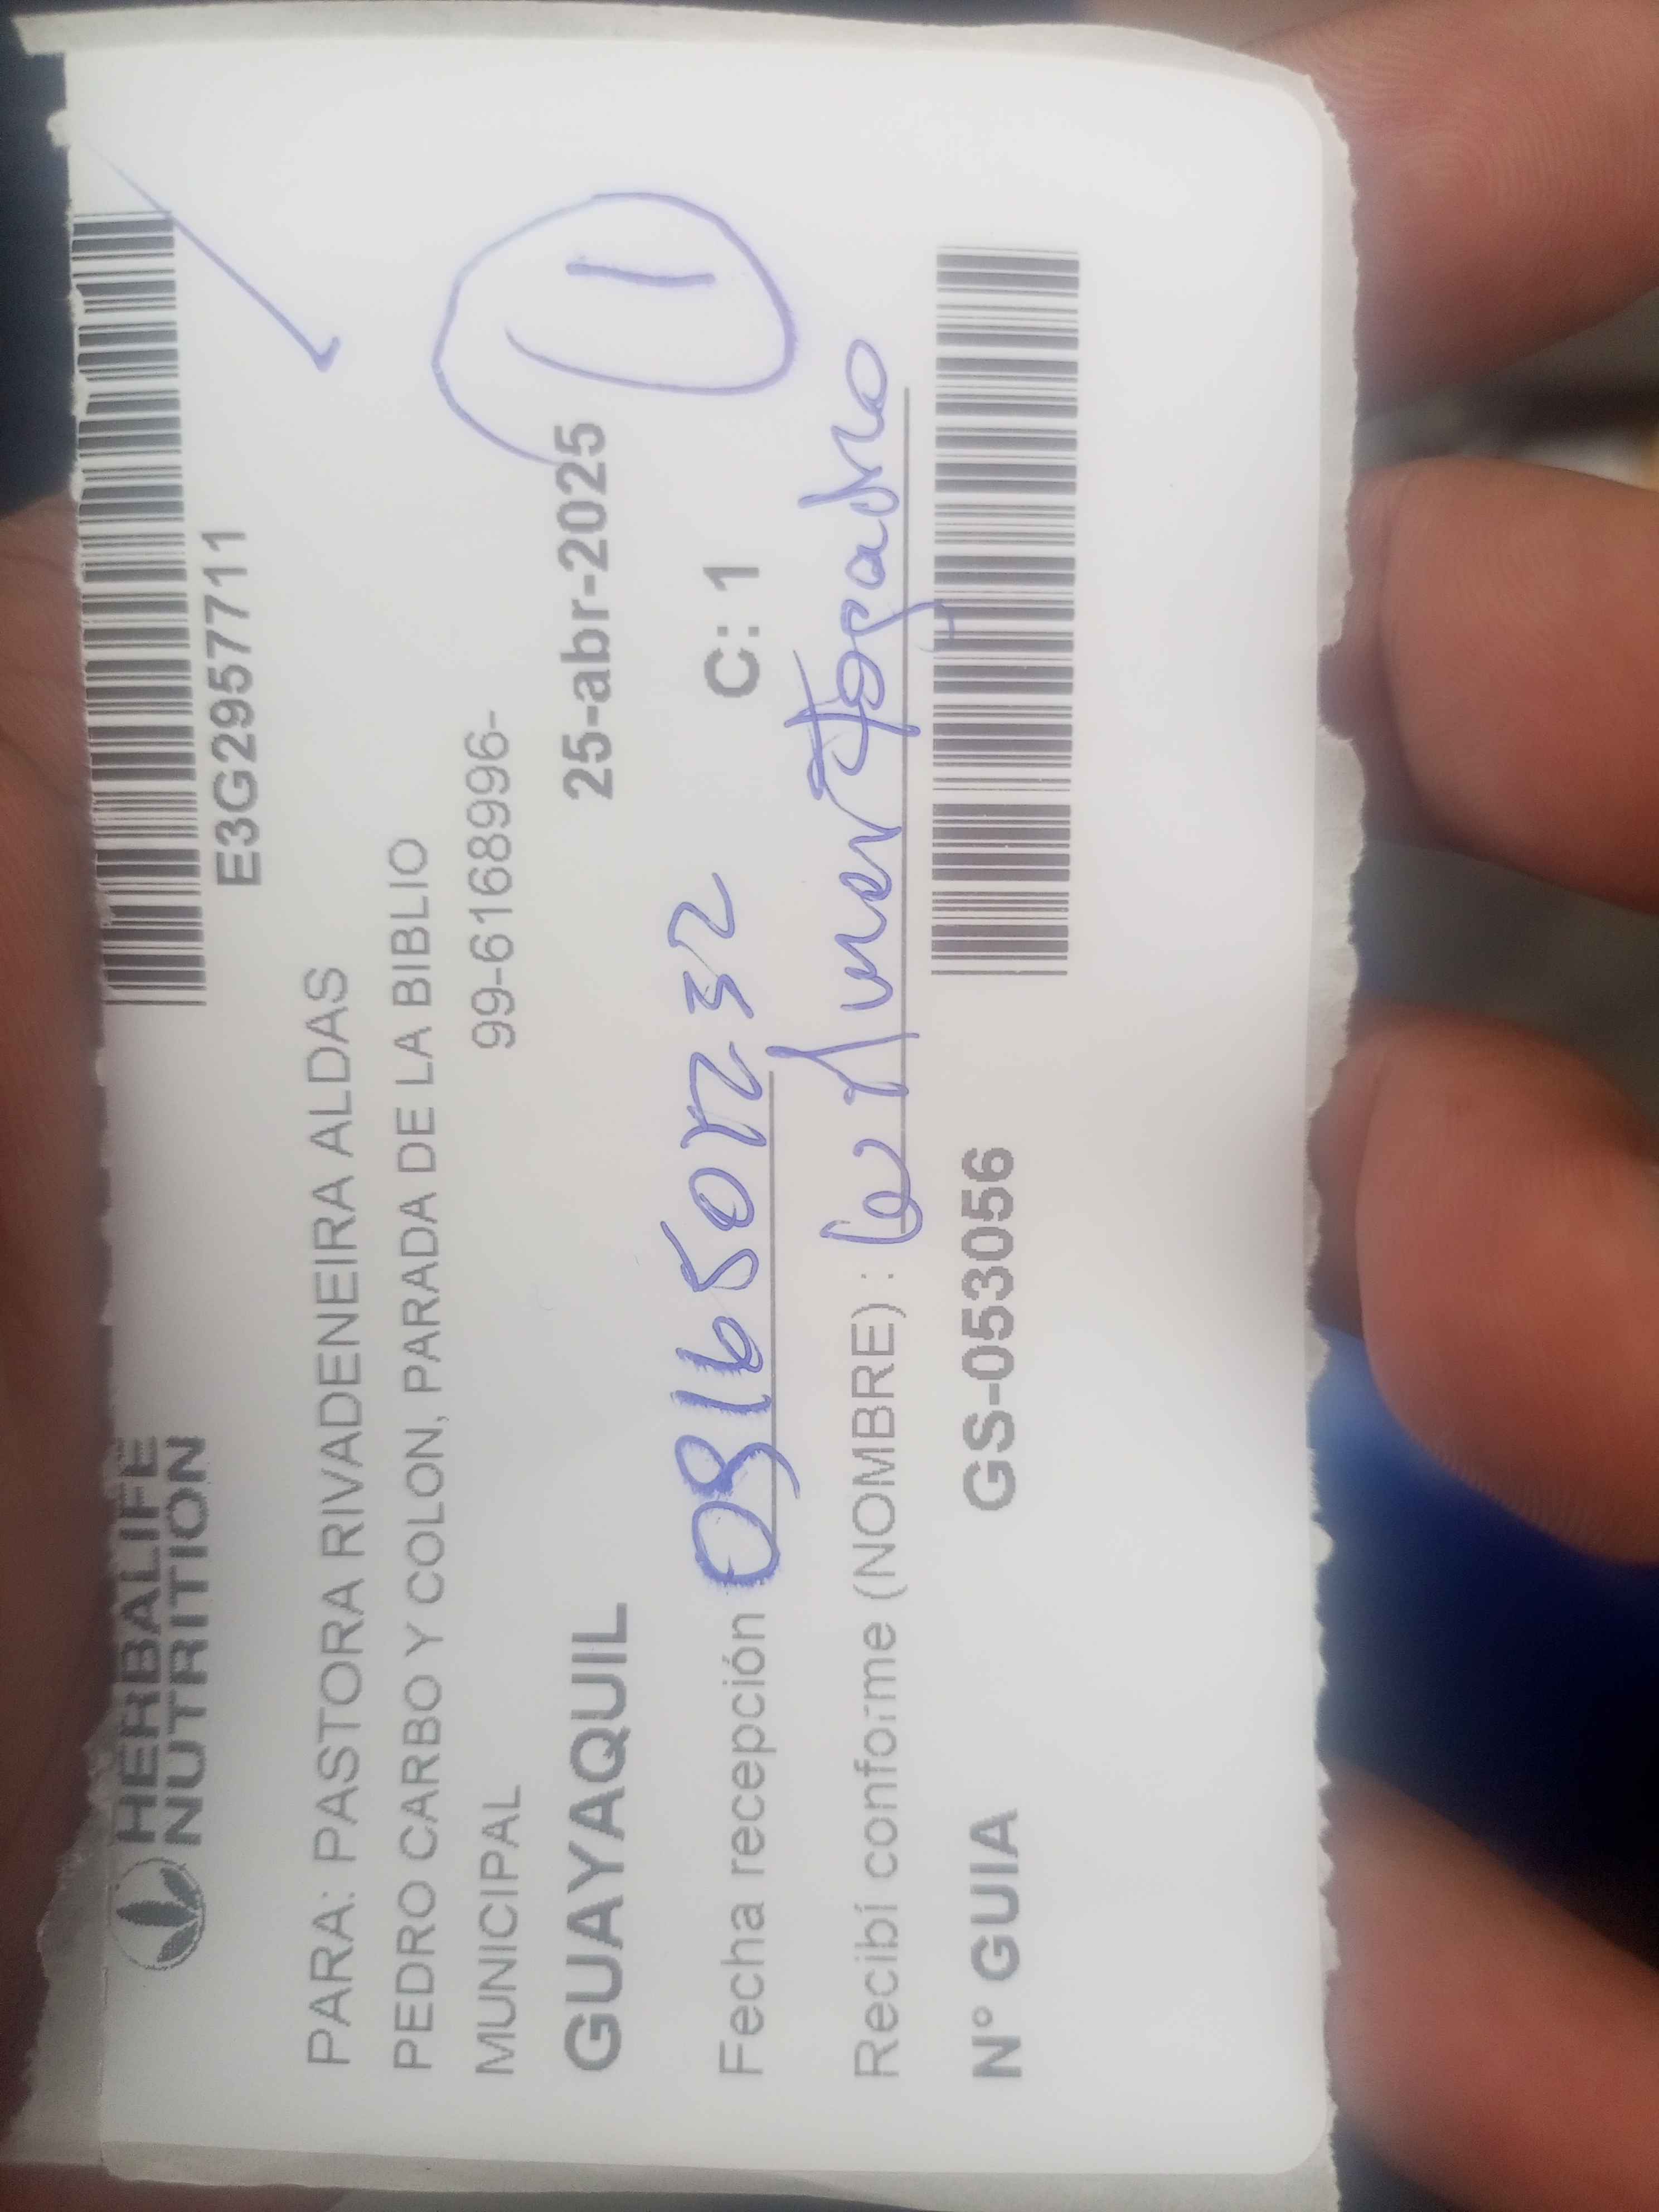 HERBALIFE
NUTRITION
E3G2957711
PARA: PASTORA RIVADENEIRA ALDAS
PEDRO CARBO Y COLON, PARADA DE LA BIBLIO
MUNICIPAL 99-6168996-
GUAYAQUIL 25-abr-2025 1
Fecha recepción C: 1
Recibí conforme (NOMBRE) :
N° GUIA GS-053056